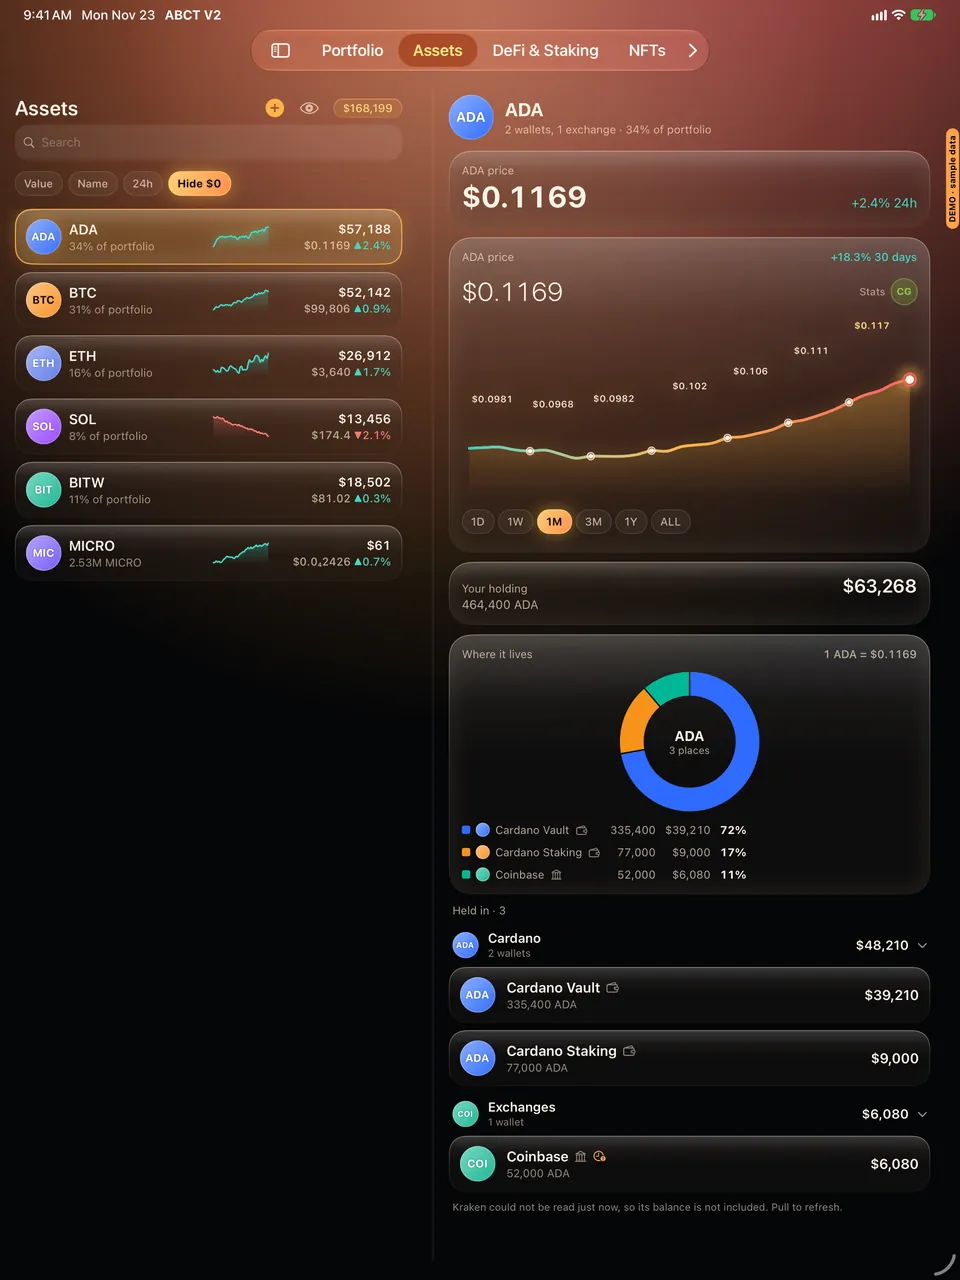 9:41 AM Mon Nov 23 ABCT V2
Portfolio Assets DeFi & Staking NFTs
Assets
$168,199
Search
Value Name 24h Hide $0
ADA ADA $57,188
34% of portfolio $0.1169 ▲2.4%
BTC BTC $52,142
31% of portfolio $99,806 ▲0.9%
ETH ETH $26,912
16% of portfolio $3,640 ▲1.7%
SOL SOL $13,456
8% of portfolio $174.4 ▼2.1%
BIT BITW $18,502
11% of portfolio $81.02 ▲0.3%
MIC MICRO $61
2.53M MICRO $0.0₄2426 ▲0.7%
ADA ADA
2 wallets, 1 exchange · 34% of portfolio
DEMO · sample data
ADA price
$0.1169
+2.4% 24h
ADA price +18.3% 30 days
$0.1169 Stats CG
$0.0981 $0.0968 $0.0982 $0.102 $0.106 $0.111 $0.117
1D 1W 1M 3M 1Y ALL
Your holding $63,268
464,400 ADA
Where it lives 1 ADA = $0.1169
ADA
3 places
Cardano Vault 335,400 $39,210 72%
Cardano Staking 77,000 $9,000 17%
Coinbase 52,000 $6,080 11%
Held in · 3
ADA Cardano $48,210
2 wallets
ADA Cardano Vault $39,210
335,400 ADA
ADA Cardano Staking $9,000
77,000 ADA
COI Exchanges $6,080
1 wallet
COI Coinbase $6,080
52,000 ADA
Kraken could not be read just now, so its balance is not included. Pull to refresh.